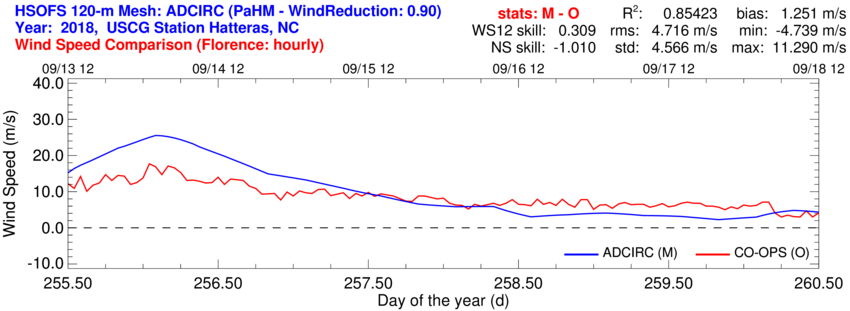 HSOFS 120-m Mesh: ADCIRC (PaHM - WindReduction: 0.90)
Year: 2018, USCG Station Hatteras, NC
Wind Speed Comparison (Florence: hourly)
stats: M - O R²: 0.85423 bias: 1.251 m/s
WS12 skill: 0.309 rms: 4.716 m/s min: -4.739 m/s
NS skill: -1.010 std: 4.566 m/s max: 11.290 m/s
09/13 12 09/14 12 09/15 12 09/16 12 09/17 12 09/18 12
40.0
30.0
20.0
10.0
0.0
-10.0
Wind Speed (m/s)
ADCIRC (M) CO-OPS (O)
255.50 256.50 257.50 258.50 259.50 260.50
Day of the year (d)